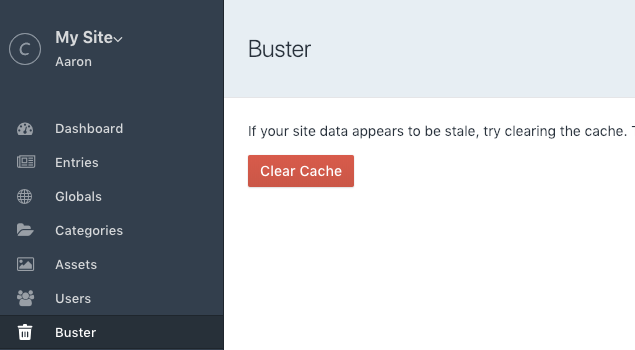 C
My Site
Aaron
Dashboard
Entries
Globals
Categories
Assets
Users
Buster
Buster
If your site data appears to be stale, try clearing the cache.
Clear Cache